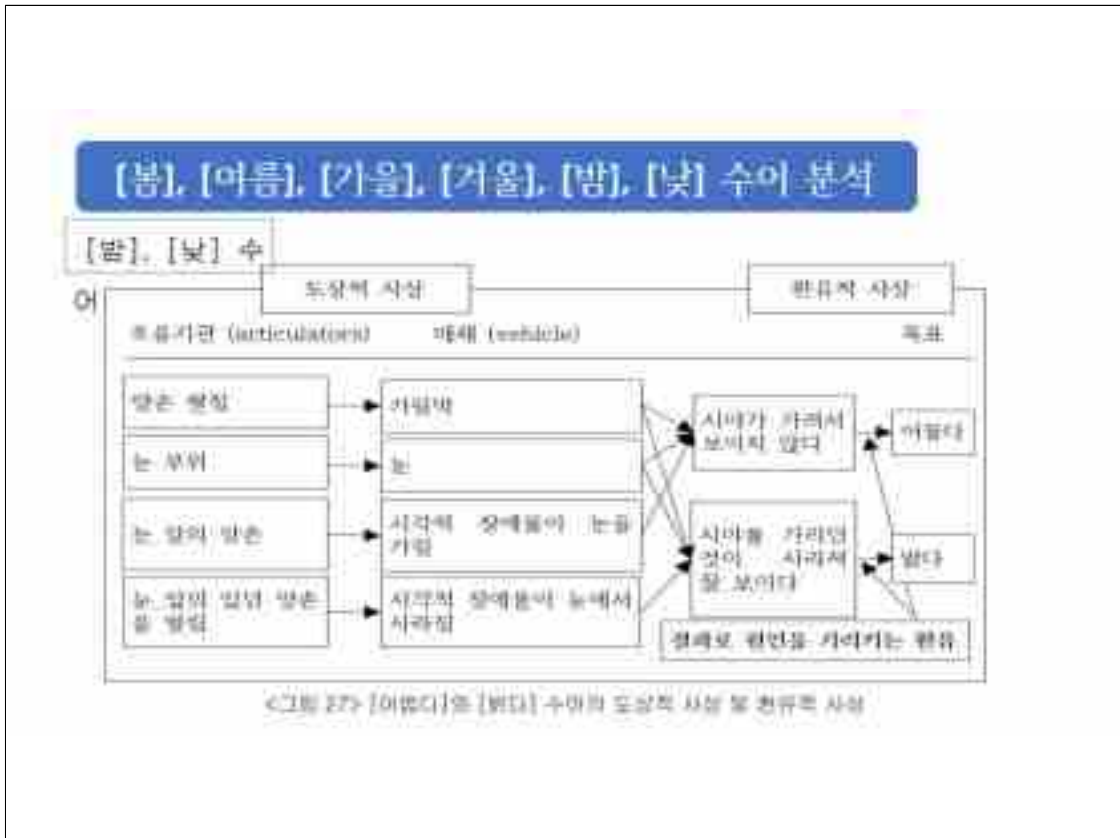 [봄], [여름], [가을], [겨울], [밤], [낮] 수어 분석
[밤], [낮] 수
어
도상적 사상
환유적 사상
조음기관 (articulators)
매체 (vehicle)
목표
양손 펼침
가림막
눈 부위
눈
눈 앞의 양손
시각적 장애물이 눈을
가림
눈 앞의 있던 양손
을 벌림
시각적 장애물이 눈에서
사라짐
시야가 가려서
보이지 않다
어둡다
시야를 가리던
것이 사라져
잘 보이다
밝다
결과로 원인을 가리키는 환유
<그림 27> [어둡다]와 [밝다] 수어의 도상적 사상 및 환유적 사상